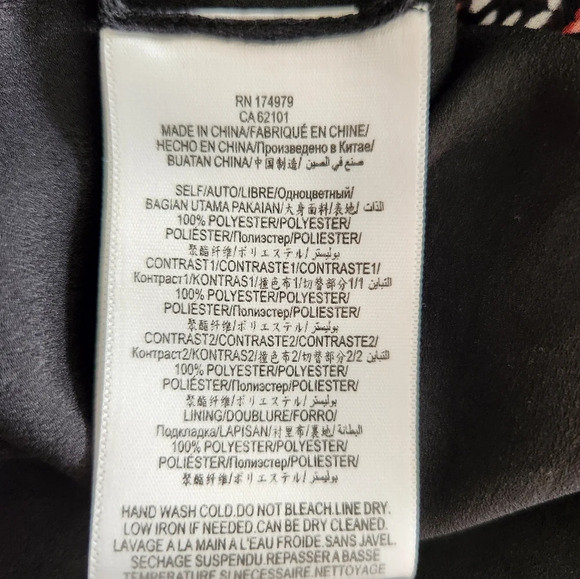 RN 174979
CA 62101
MADE IN CHINA/FABRIQUÉ EN CHINE/
HECHO EN CHINA/Произведено в Китае/
BUATAN CHINA/中国制造/ صنع في الصين/
SELF/AUTO/LIBRE/Одноцветный/
BAGIAN UTAMA PAKAIAN/大身面料/表地/ الذات/
100% POLYESTER/POLYESTER/
POLIÉSTER/Полиэстер/POLIESTER/
聚酯纤维/ポリエステル/ بوليستر/
CONTRAST1/CONTRASTE1/CONTRASTE1/
Контраст1/KONTRAS1/撞色布1/切替部分1/1 التباين/
100% POLYESTER/POLYESTER/
POLIÉSTER/Полиэстер/POLIESTER/
聚酯纤维/ポリエステル/ بوليستر/
CONTRAST2/CONTRASTE2/CONTRASTE2/
Контраст2/KONTRAS2/撞色布2/切替部分2/2 التباين/
100% POLYESTER/POLYESTER/
POLIÉSTER/Полиэстер/POLIESTER/
聚酯纤维/ポリエステル/ بوليستر/
LINING/DOUBLURE/FORRO/
Подкладка/LAPISAN/衬里布/裏地/ البطانة/
100% POLYESTER/POLYESTER/
POLIÉSTER/Полиэстер/POLIESTER/
聚酯纤维/ポリエステル/ بوليستر/
HAND WASH COLD.DO NOT BLEACH.LINE DRY.
LOW IRON IF NEEDED.CAN BE DRY CLEANED.
LAVAGE A LA MAIN À L'EAU FROIDE.SANS JAVEL.
SECHAGE SUSPENDU.REPASSER A BASSE
TEMPERATURE SI NECESSAIRE.NETTOYAGE